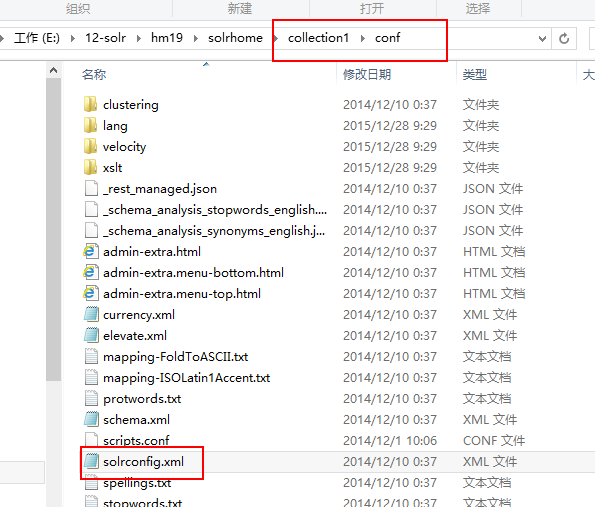 组织 新建 打开 选择
工作 (E:) 12-solr hm19 solrhome collection1 conf
名称 修改日期 类型 大
clustering 2014/12/10 0:37 文件夹
lang 2015/12/28 9:29 文件夹
velocity 2015/12/28 9:29 文件夹
xslt 2015/12/28 9:29 文件夹
_rest_managed.json 2014/12/10 0:37 JSON 文件
_schema_analysis_stopwords_english.... 2014/12/10 0:37 JSON 文件
_schema_analysis_synonyms_english.j... 2014/12/10 0:37 JSON 文件
admin-extra.html 2014/12/10 0:37 HTML 文档
admin-extra.menu-bottom.html 2014/12/10 0:37 HTML 文档
admin-extra.menu-top.html 2014/12/10 0:37 HTML 文档
currency.xml 2014/12/10 0:37 XML 文件
elevate.xml 2014/12/10 0:37 XML 文件
mapping-FoldToASCII.txt 2014/12/10 0:37 文本文档
mapping-ISOLatin1Accent.txt 2014/12/10 0:37 文本文档
protwords.txt 2014/12/10 0:37 文本文档
schema.xml 2014/12/10 0:37 XML 文件
scripts.conf 2014/12/1 10:06 CONF 文件
solrconfig.xml 2014/12/10 0:37 XML 文件
spellings.txt 2014/12/10 0:37 文本文档
stopwords.txt 2014/12/10 0:37 文本文档